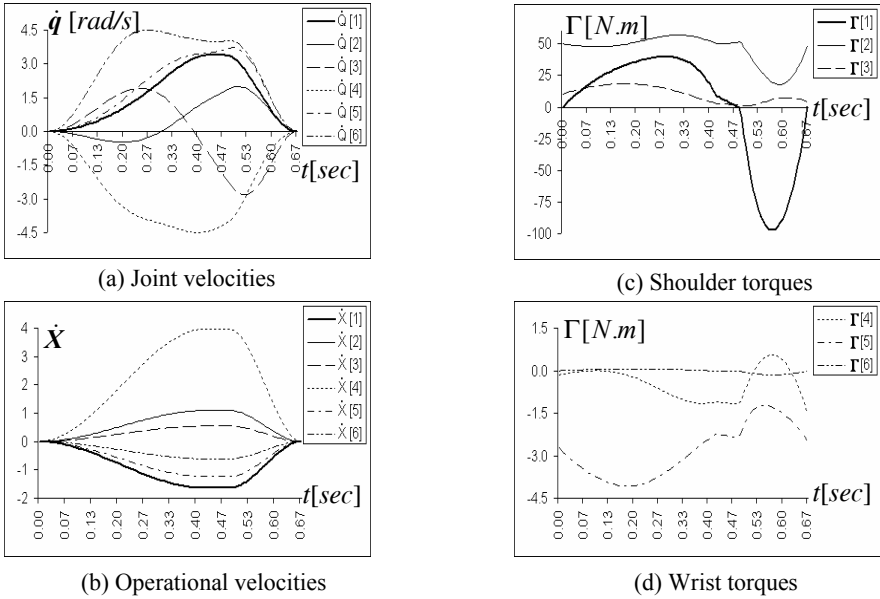 q̇ [rad/s]
4.5
3.0
1.5
0.0
-1.5
-3.0
-4.5
0.00
0.07
0.13
0.20
0.27
0.33
0.40
0.47
0.53
0.60
0.67
t[sec]
Q̇ [1]
Q̇ [2]
Q̇ [3]
Q̇ [4]
Q̇ [5]
Q̇ [6]
(a) Joint velocities
Γ[N.m]
50
25
0
-25
-50
-75
-100
0.00
0.07
0.13
0.20
0.27
0.33
0.40
0.47
0.53
0.60
0.67
t[sec]
Γ[1]
Γ[2]
Γ[3]
(c) Shoulder torques
Ẋ
4
3
2
1
0
-1
-2
0.00
0.07
0.13
0.20
0.27
0.33
0.40
0.47
0.53
0.60
0.67
t[sec]
Ẋ [1]
Ẋ [2]
Ẋ [3]
Ẋ [4]
Ẋ [5]
Ẋ [6]
(b) Operational velocities
Γ[N.m]
1.5
0.0
-1.5
-3.0
-4.5
0.00
0.07
0.13
0.20
0.27
0.33
0.40
0.47
0.53
0.60
0.67
t[sec]
Γ[4]
Γ[5]
Γ[6]
(d) Wrist torques